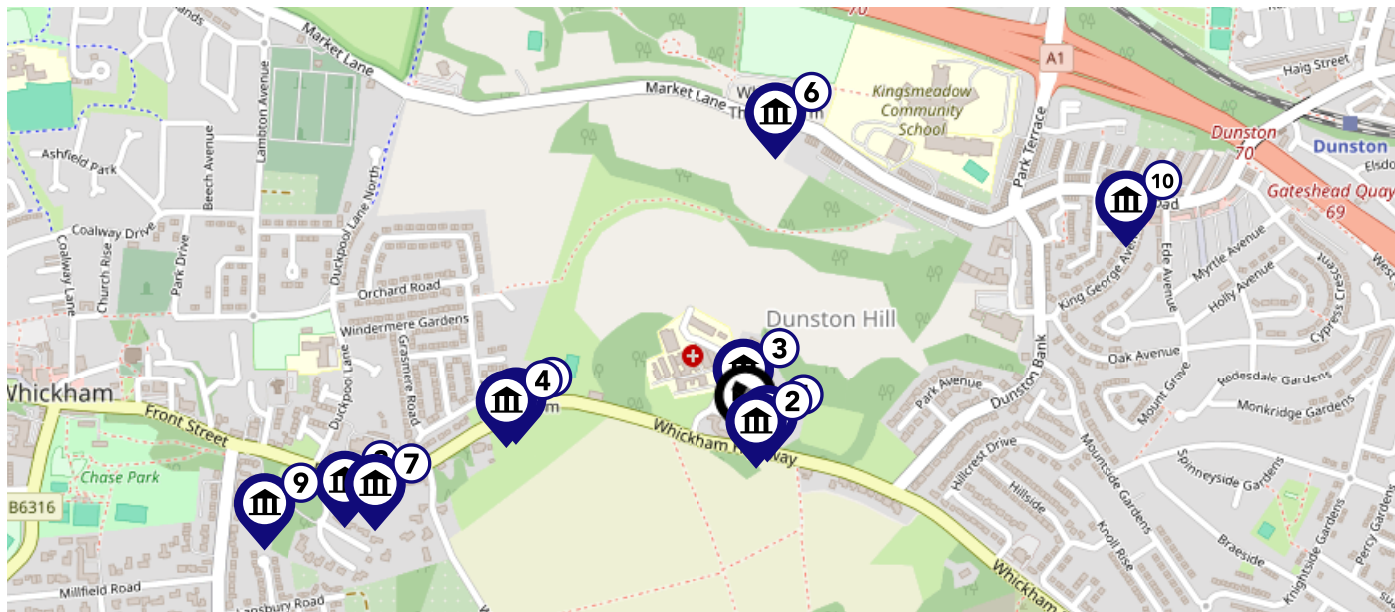 70
Market Lane
A1
Haig Street
Lambton Avenue
Market Lane
6
Kingsmeadow
Community
School
Dunston
70
Dunston
Ashfield Park
Beech Avenue
Duckpool Lane North
Park Terrace
10
Gateshead Quay
69
Coalway Drive
Coalway Lane
Church Rise
Park Drive
King George Avenue
Ede Avenue
Myrtle Avenue
Holly Avenue
Cypress Crescent
Orchard Road
Windermere Gardens
Dunston Hill
3
Oak Avenue
Dunston Bank
Whickham
Duckpool Lane
Grasmere Road
4
2
Park Avenue
Mount Grove
Monkridge Gardens
Front Street
Whickham
Chase Park
B6316
9
7
Hillcrest Drive
Hillside
Knoll Rise
Mountside Gardens
Spinneyside Gardens
Braeside
Knightside Gardens
Percy Gardens
Millfield Road
Whickham